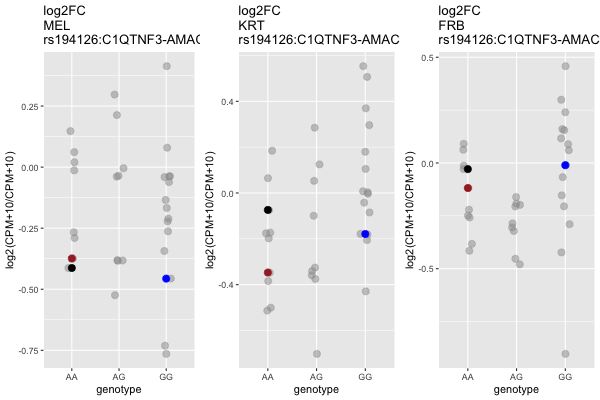 log2FC
MEL
rs194126:C1QTNF3-AMAC
log2(CPM+10/CPM+10)
0.25
0.00
-0.25
-0.50
-0.75
AA
AG
GG
genotype
log2FC
KRT
rs194126:C1QTNF3-AMAC
log2(CPM+10/CPM+10)
0.4
0.0
-0.4
AA
AG
GG
genotype
log2FC
FRB
rs194126:C1QTNF3-AMAC
log2(CPM+10/CPM+10)
0.5
0.0
-0.5
AA
AG
GG
genotype